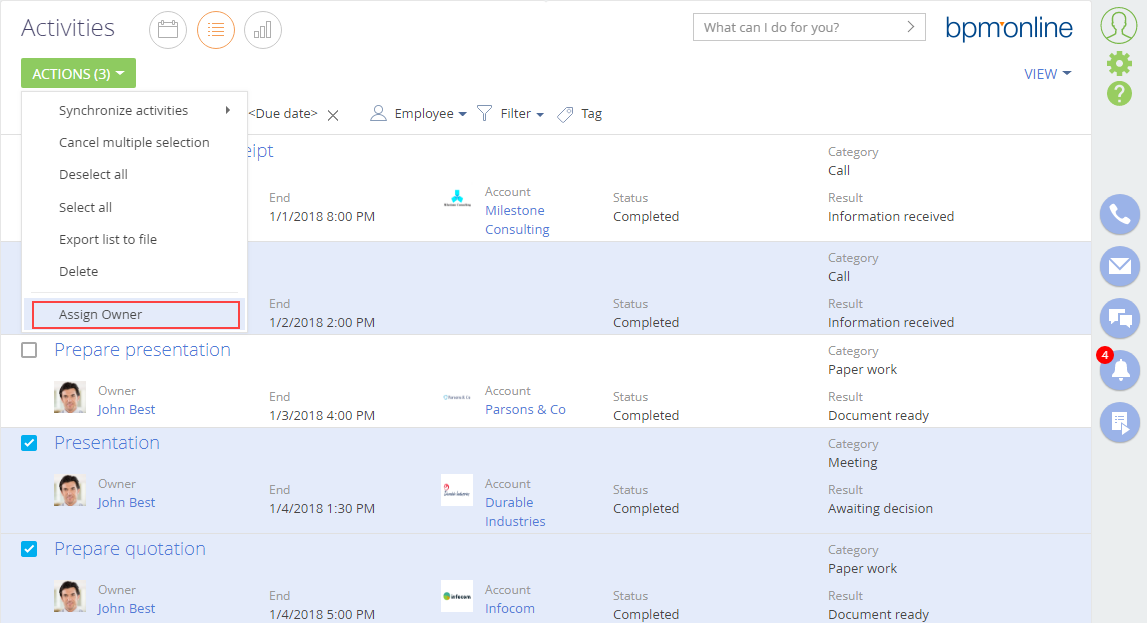 Activities
What can I do for you?
bpm'online
ACTIONS (3)
VIEW
<Due date>
Employee
Filter
Tag
Synchronize activities
Cancel multiple selection
Deselect all
Select all
Export list to file
Delete
Assign Owner
eipt
Category
Call
End
1/1/2018 8:00 PM
Account
Milestone
Consulting
Status
Completed
Result
Information received
Category
Call
End
1/2/2018 2:00 PM
Status
Completed
Result
Information received
Prepare presentation
Category
Paper work
Owner
John Best
End
1/3/2018 4:00 PM
Parsons & Co
Account
Parsons & Co
Status
Completed
Result
Document ready
4
Presentation
Category
Meeting
Owner
John Best
End
1/4/2018 1:30 PM
Account
Durable
Industries
Status
Completed
Result
Awaiting decision
Prepare quotation
Category
Paper work
Owner
John Best
End
1/4/2018 5:00 PM
infocom
Account
Infocom
Status
Completed
Result
Document ready